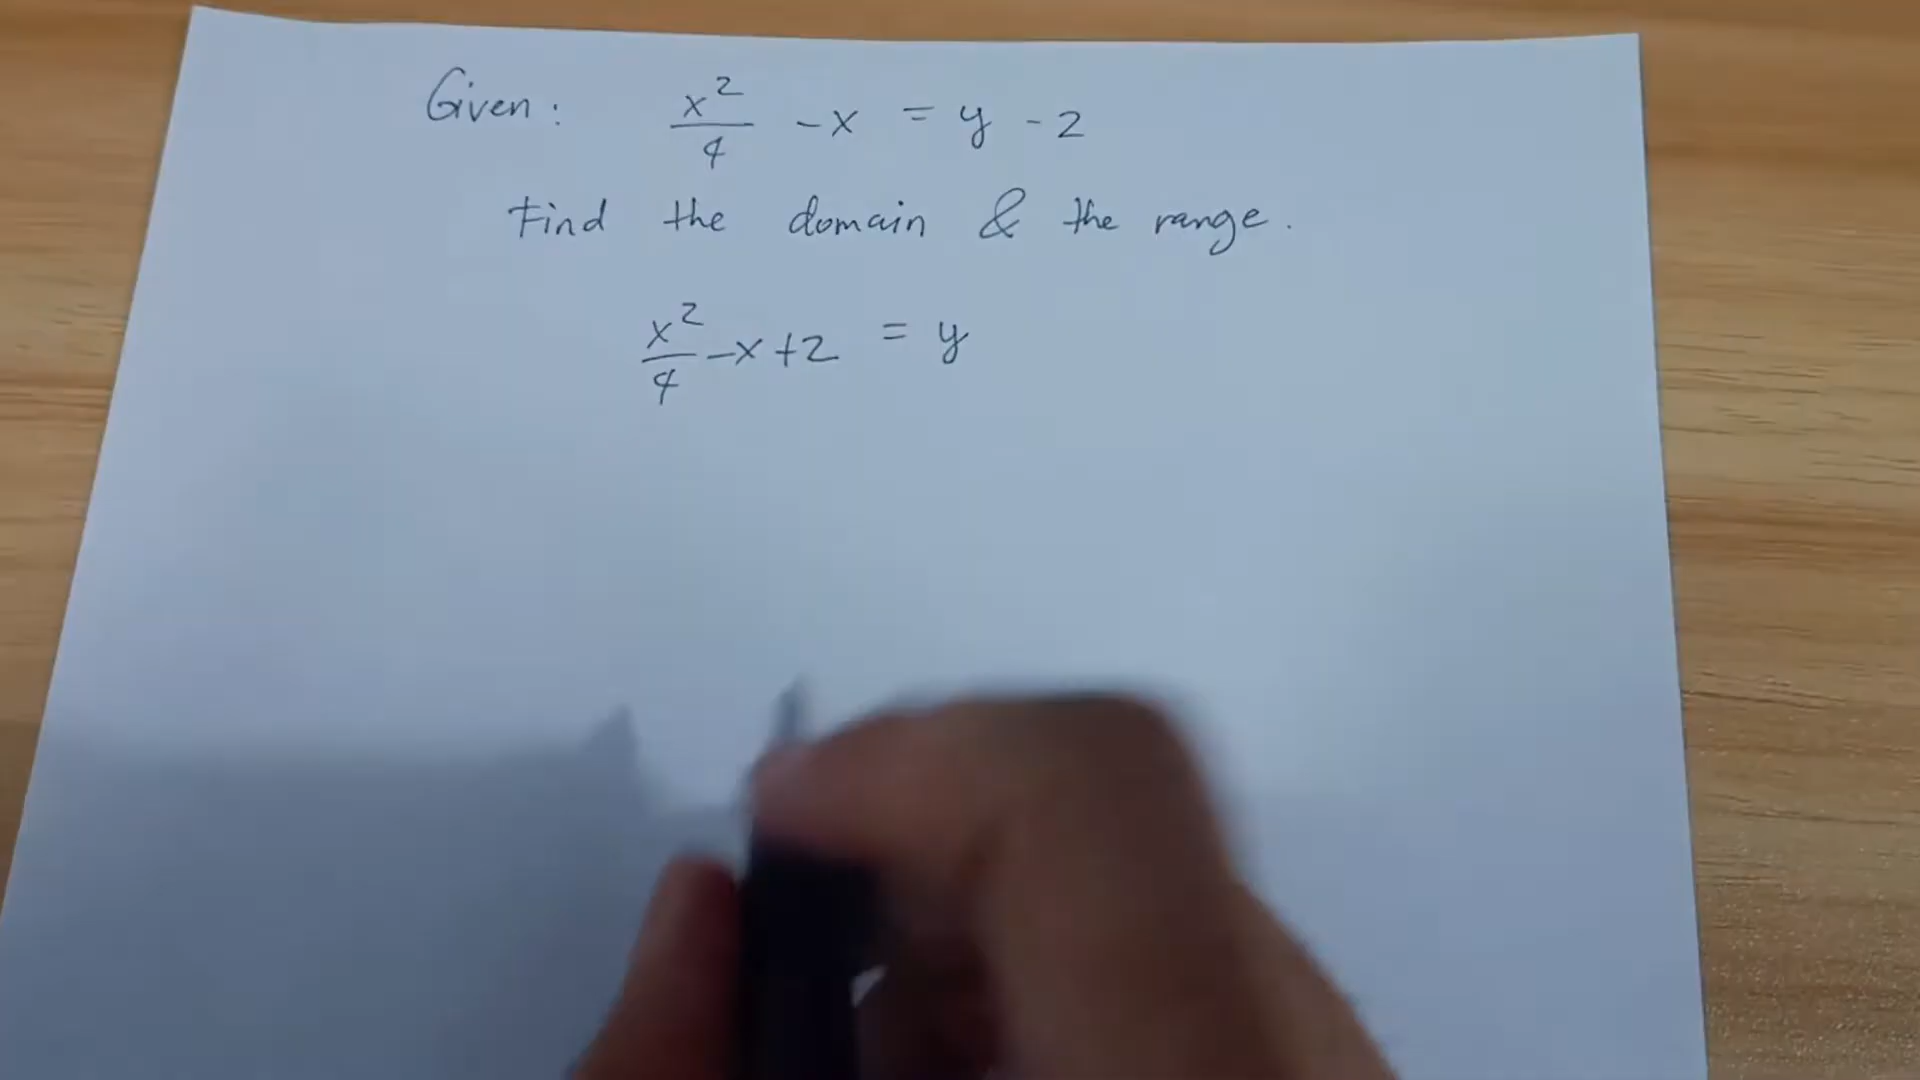 Given: x²/4 - x = y - 2
Find the domain & the range.
x²/4 - x + 2 = y